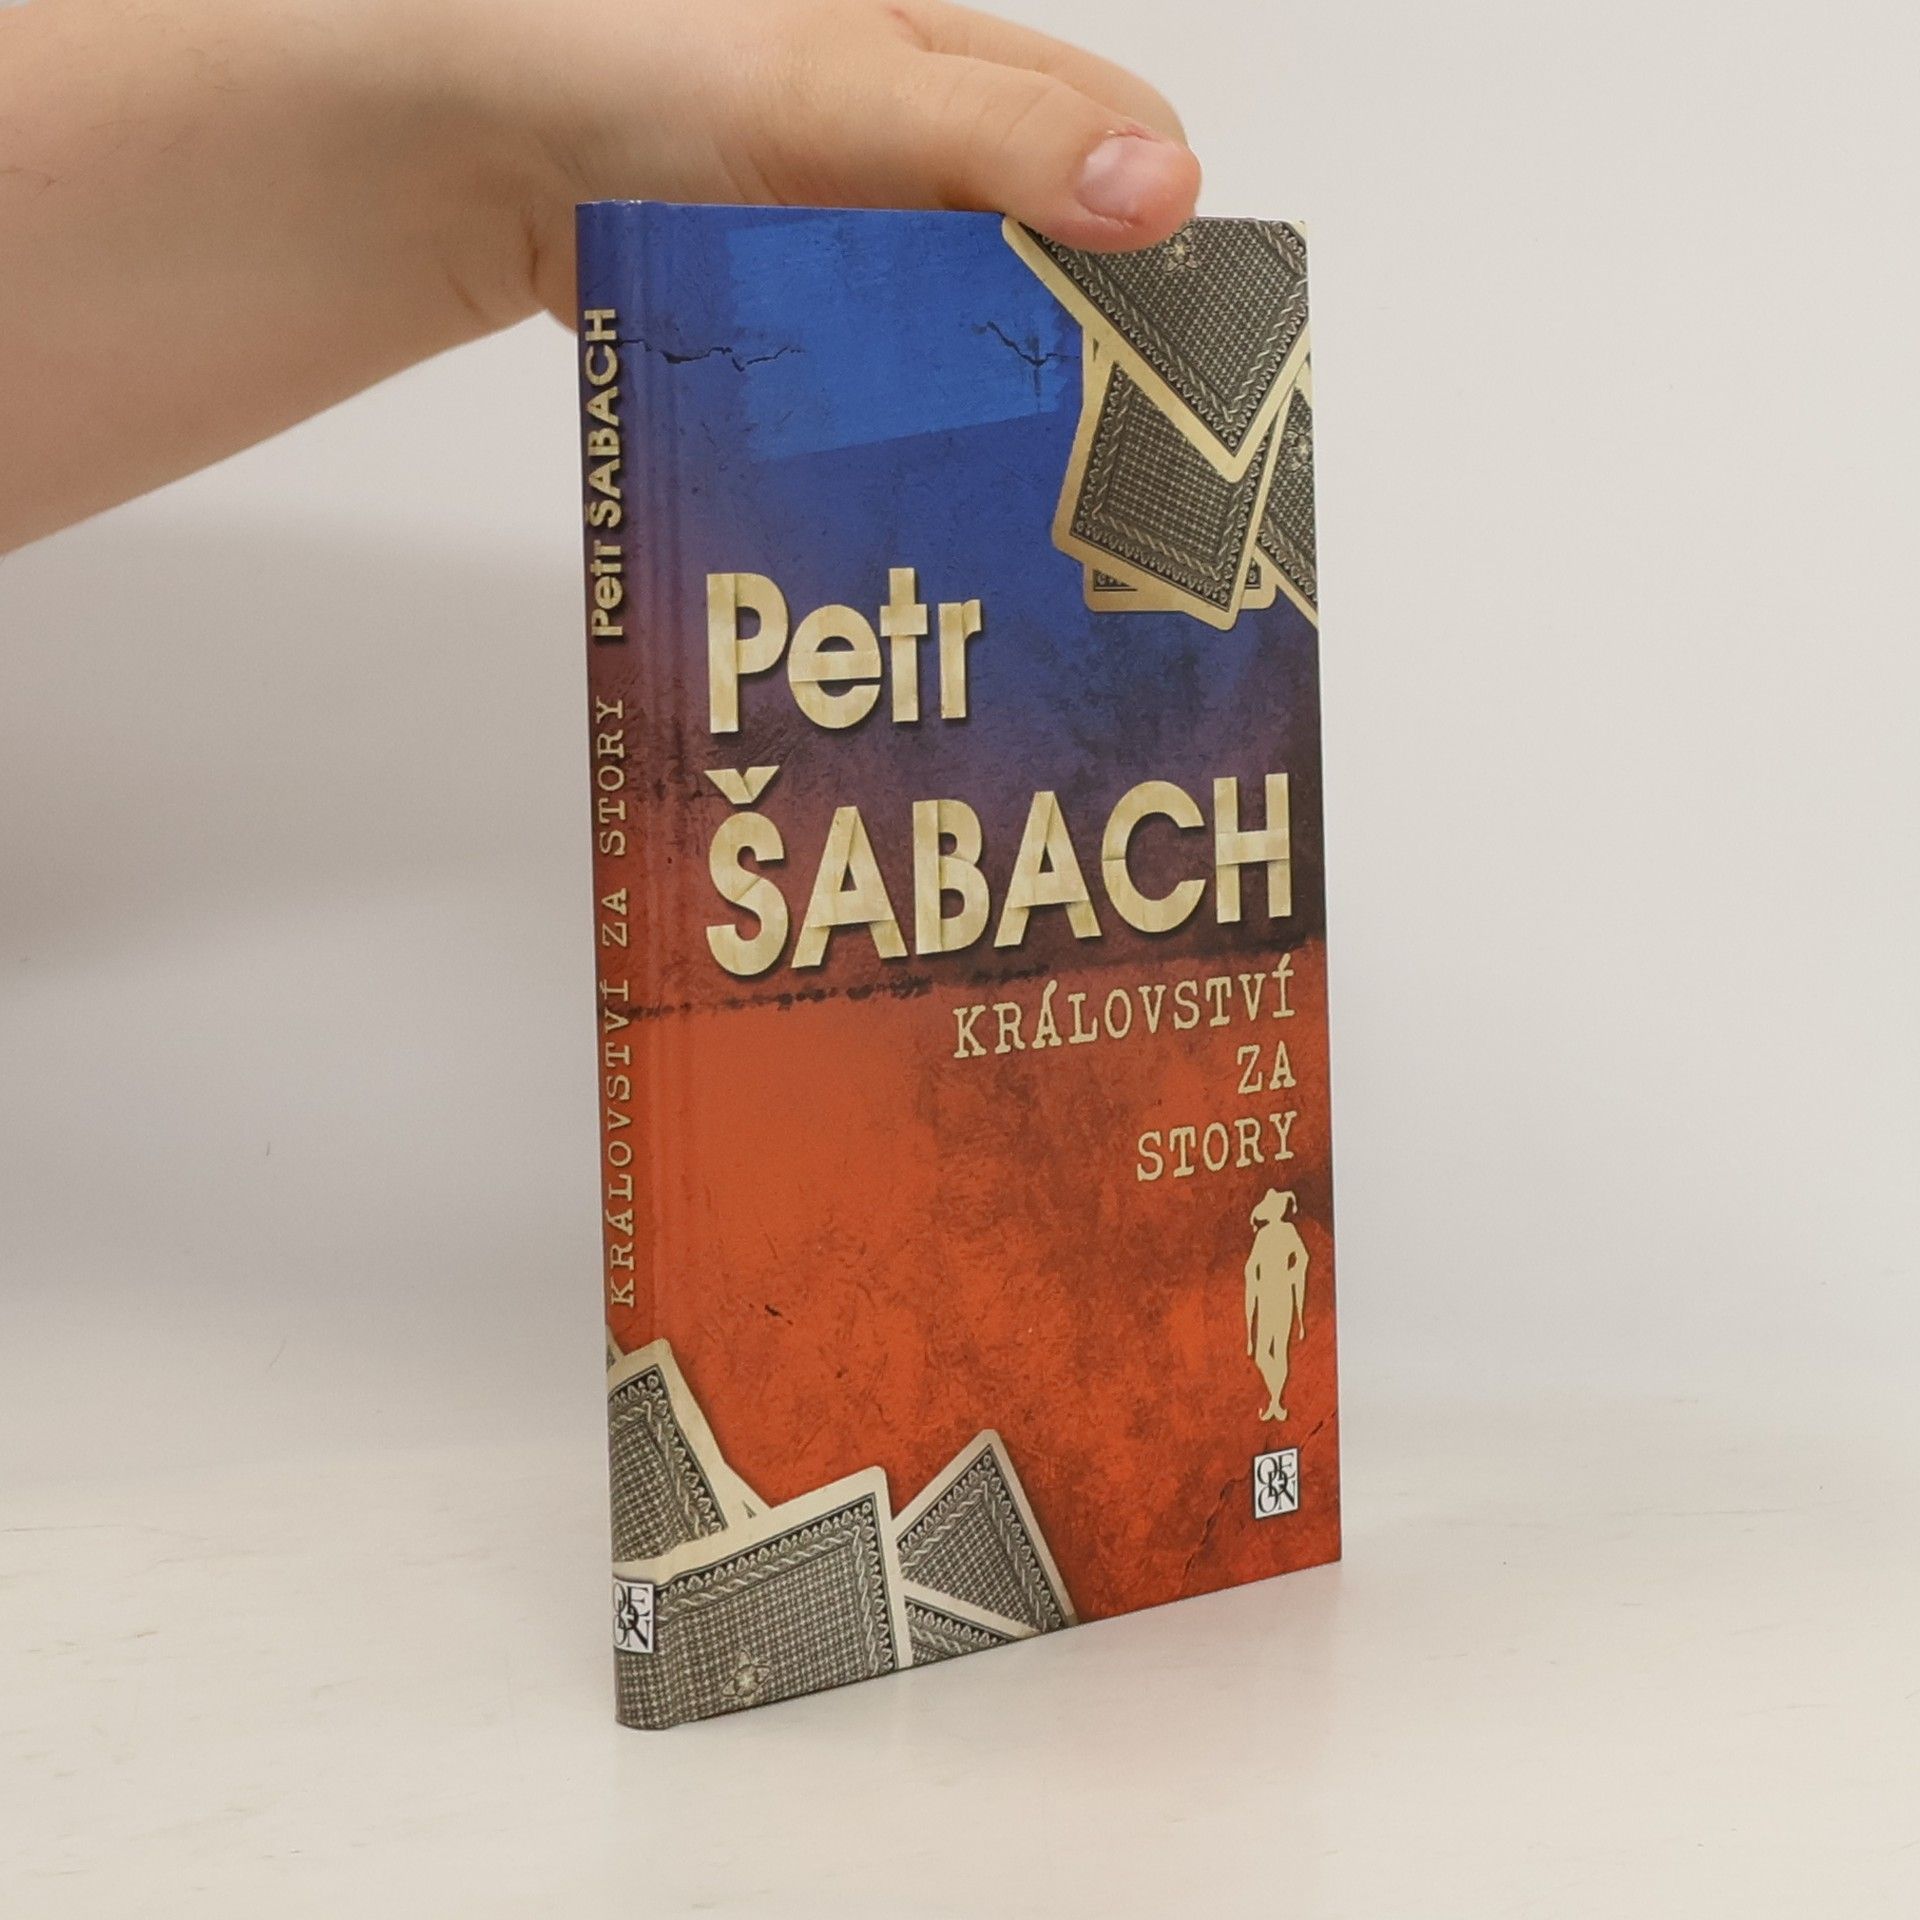 Petr ŠABACH
KRÁLOVSTVÍ ZA STORY
Petr
ŠABACH
KRÁLOVSTVÍ
ZA
STORY
ODEON
ODEON